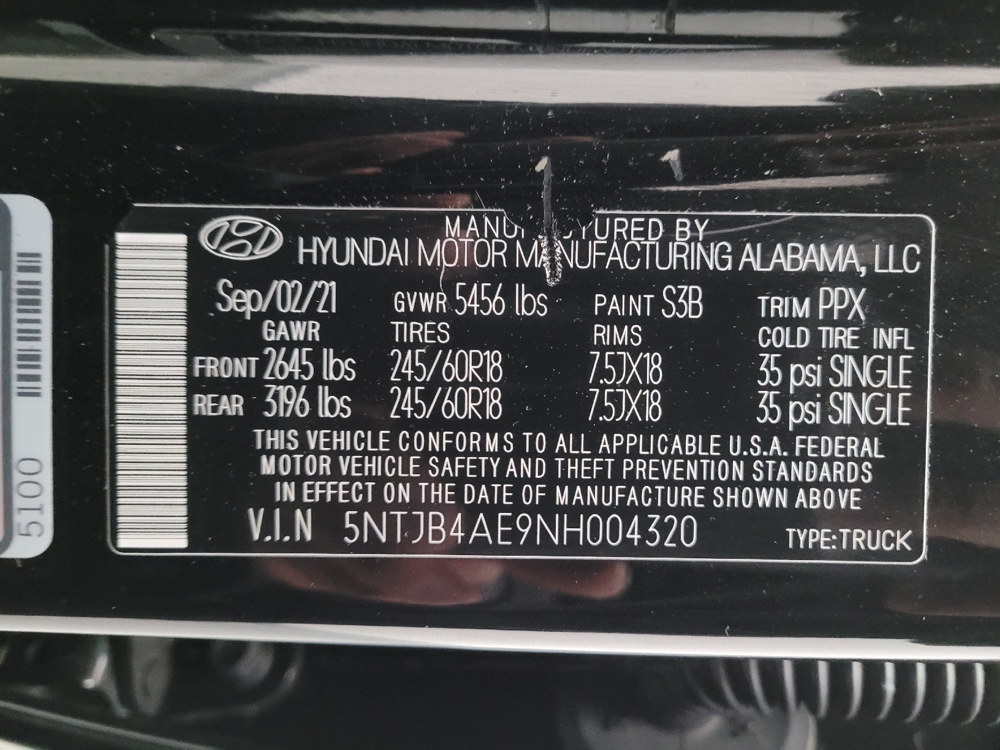 MANUFACTURED BY
HYUNDAI MOTOR MANUFACTURING ALABAMA, LLC
Sep/02/21 GVWR 5456 lbs PAINT S3B TRIM PPX
GAWR TIRES RIMS COLD TIRE INFL
FRONT 2645 lbs 245/60R18 7.5JX18 35 psi SINGLE
REAR 3196 lbs 245/60R18 7.5JX18 35 psi SINGLE
THIS VEHICLE CONFORMS TO ALL APPLICABLE U.S.A. FEDERAL
MOTOR VEHICLE SAFETY AND THEFT PREVENTION STANDARDS
IN EFFECT ON THE DATE OF MANUFACTURE SHOWN ABOVE
V.I.N 5NTJB4AE9NH004320 TYPE:TRUCK
5100